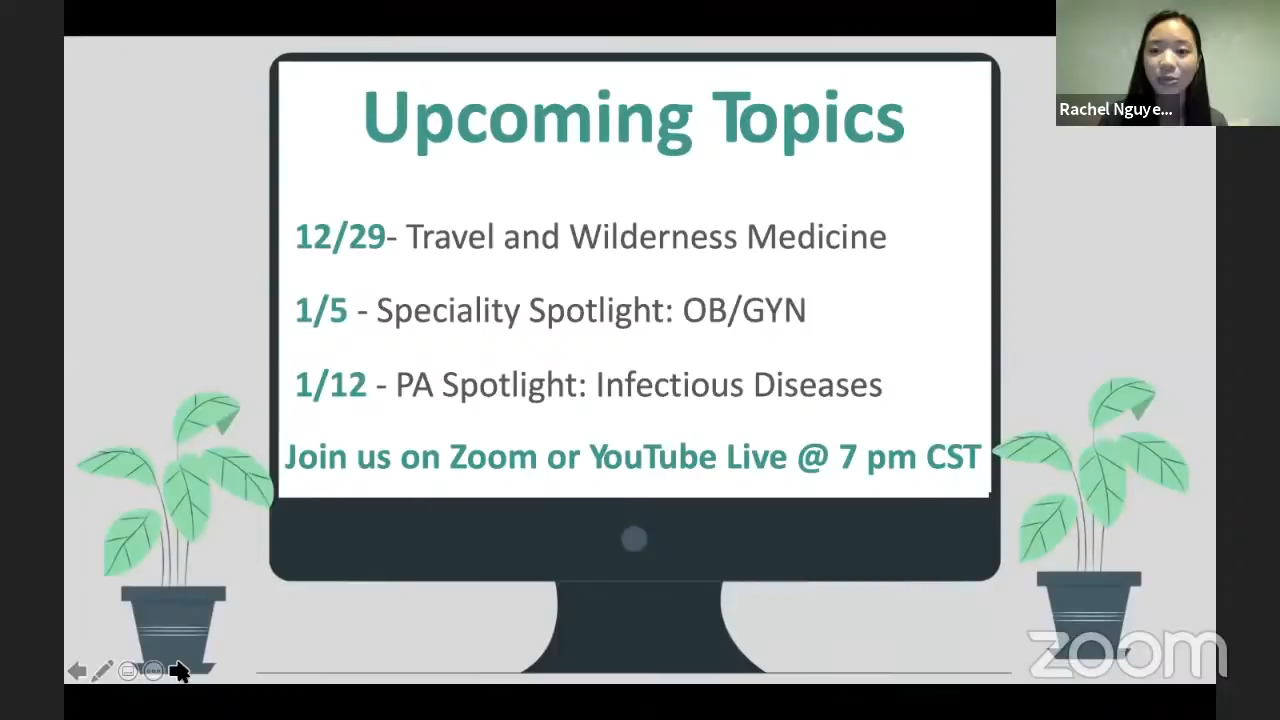 Upcoming Topics
Rachel Nguye...
12/29- Travel and Wilderness Medicine
1/5 - Speciality Spotlight: OB/GYN
1/12 - PA Spotlight: Infectious Diseases
Join us on Zoom or YouTube Live @ 7 pm CST
zoom